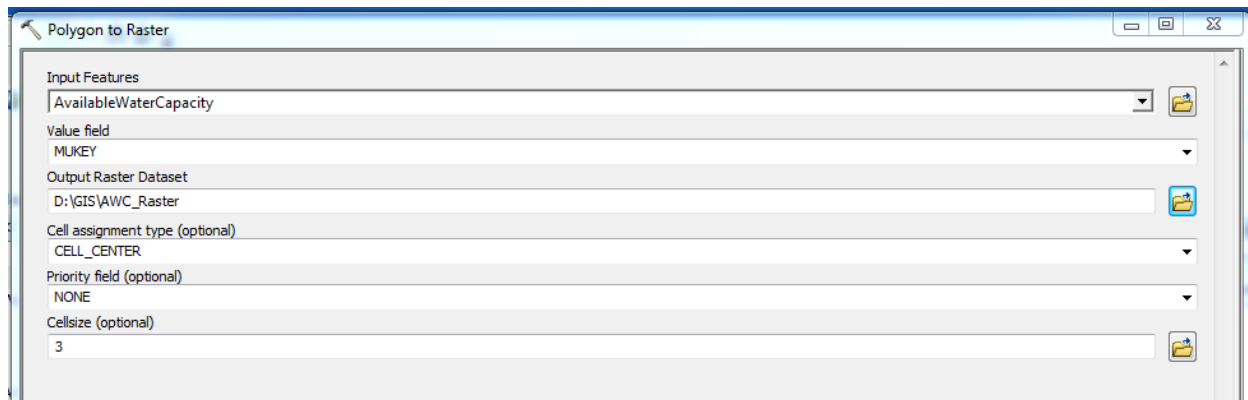 Polygon to Raster
Input Features
AvailableWaterCapacity
Value field
MUKEY
Output Raster Dataset
D:\GIS\AWC_Raster
Cell assignment type (optional)
CELL_CENTER
Priority field (optional)
NONE
Cellsize (optional)
3